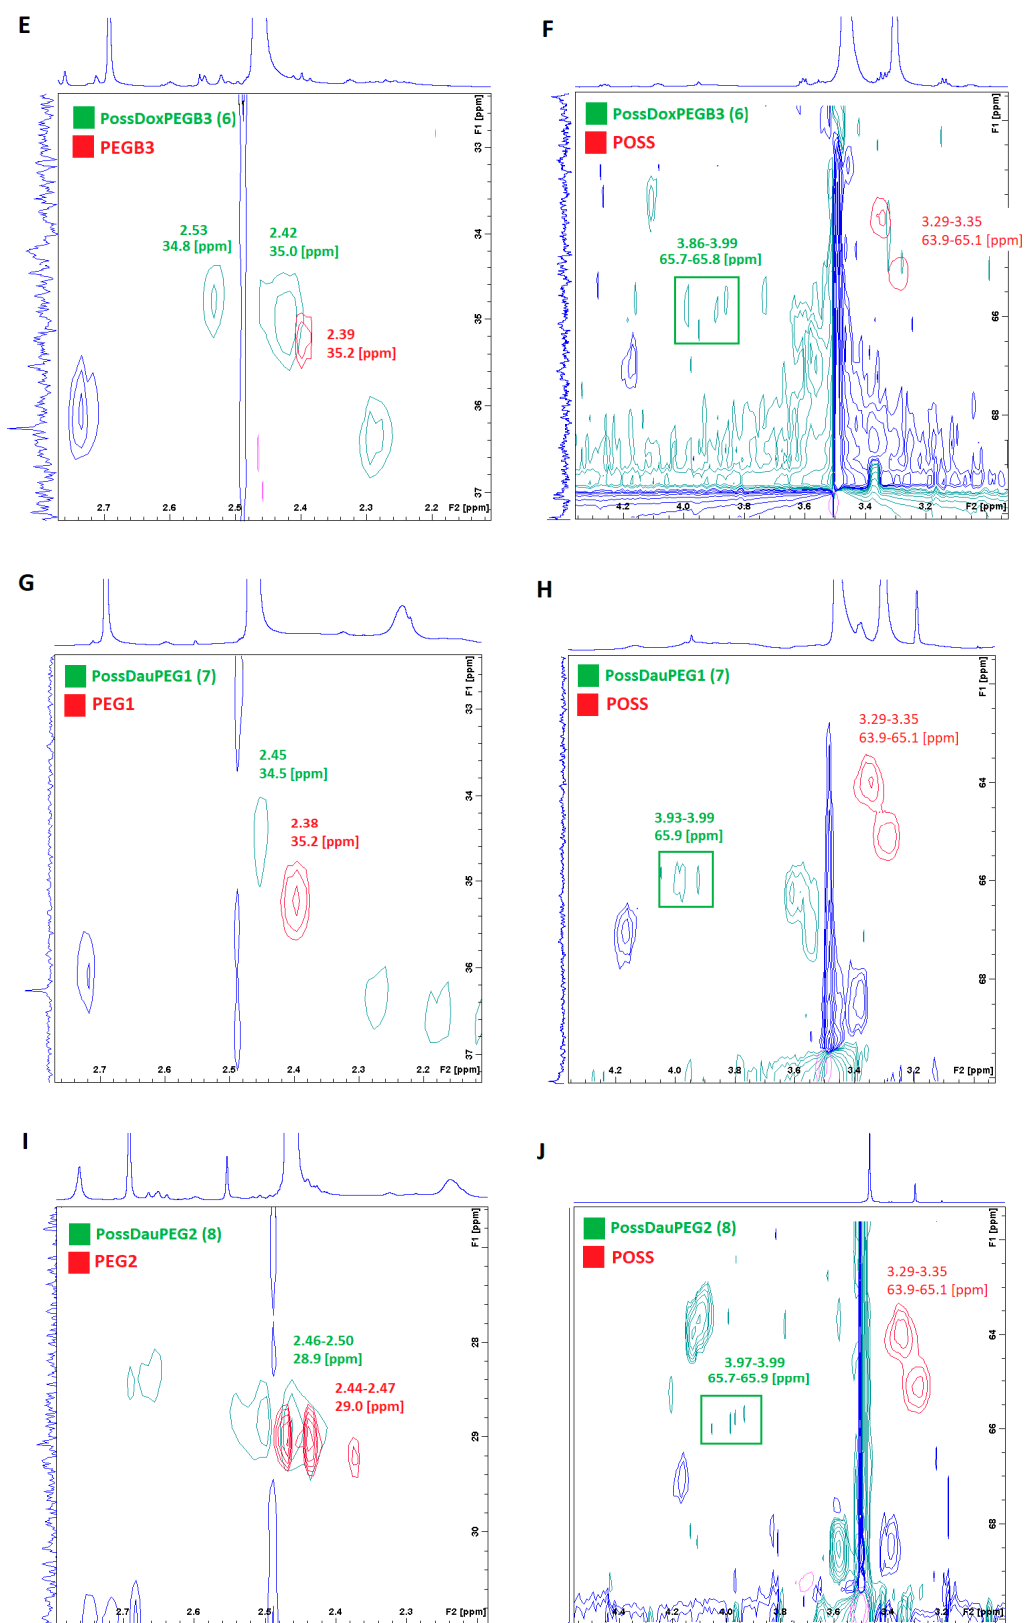 E
PossDoxPEGB3 (6)
PEGB3
2.53
34.8 [ppm]
2.42
35.0 [ppm]
2.39
35.2 [ppm]
F1 [ppm]
33
34
35
36
37
2.7
2.6
2.5
2.4
2.3
2.2
F2 [ppm]
F
PossDoxPEGB3 (6)
POSS
3.86-3.99
65.7-65.8 [ppm]
3.29-3.35
63.9-65.1 [ppm]
F1 [ppm]
66
68
4.2
4.0
3.8
3.6
3.4
3.2
F2 [ppm]
G
PossDauPEG1 (7)
PEG1
2.45
34.5 [ppm]
2.38
35.2 [ppm]
F1 [ppm]
33
34
35
36
37
2.7
2.6
2.5
2.4
2.3
2.2
F2 [ppm]
H
PossDauPEG1 (7)
POSS
3.29-3.35
63.9-65.1 [ppm]
3.93-3.99
65.9 [ppm]
F1 [ppm]
64
66
68
4.2
4.0
3.8
3.6
3.4
3.2
F2 [ppm]
I
PossDauPEG2 (8)
PEG2
2.46-2.50
28.9 [ppm]
2.44-2.47
29.0 [ppm]
F1 [ppm]
28
29
30
2.7
2.6
2.5
2.4
2.3
F2 [ppm]
J
PossDauPEG2 (8)
POSS
3.29-3.35
63.9-65.1 [ppm]
3.97-3.99
65.7-65.9 [ppm]
F1 [ppm]
64
66
68
4.4
4.2
4.0
3.8
3.6
3.4
3.2
F2 [ppm]